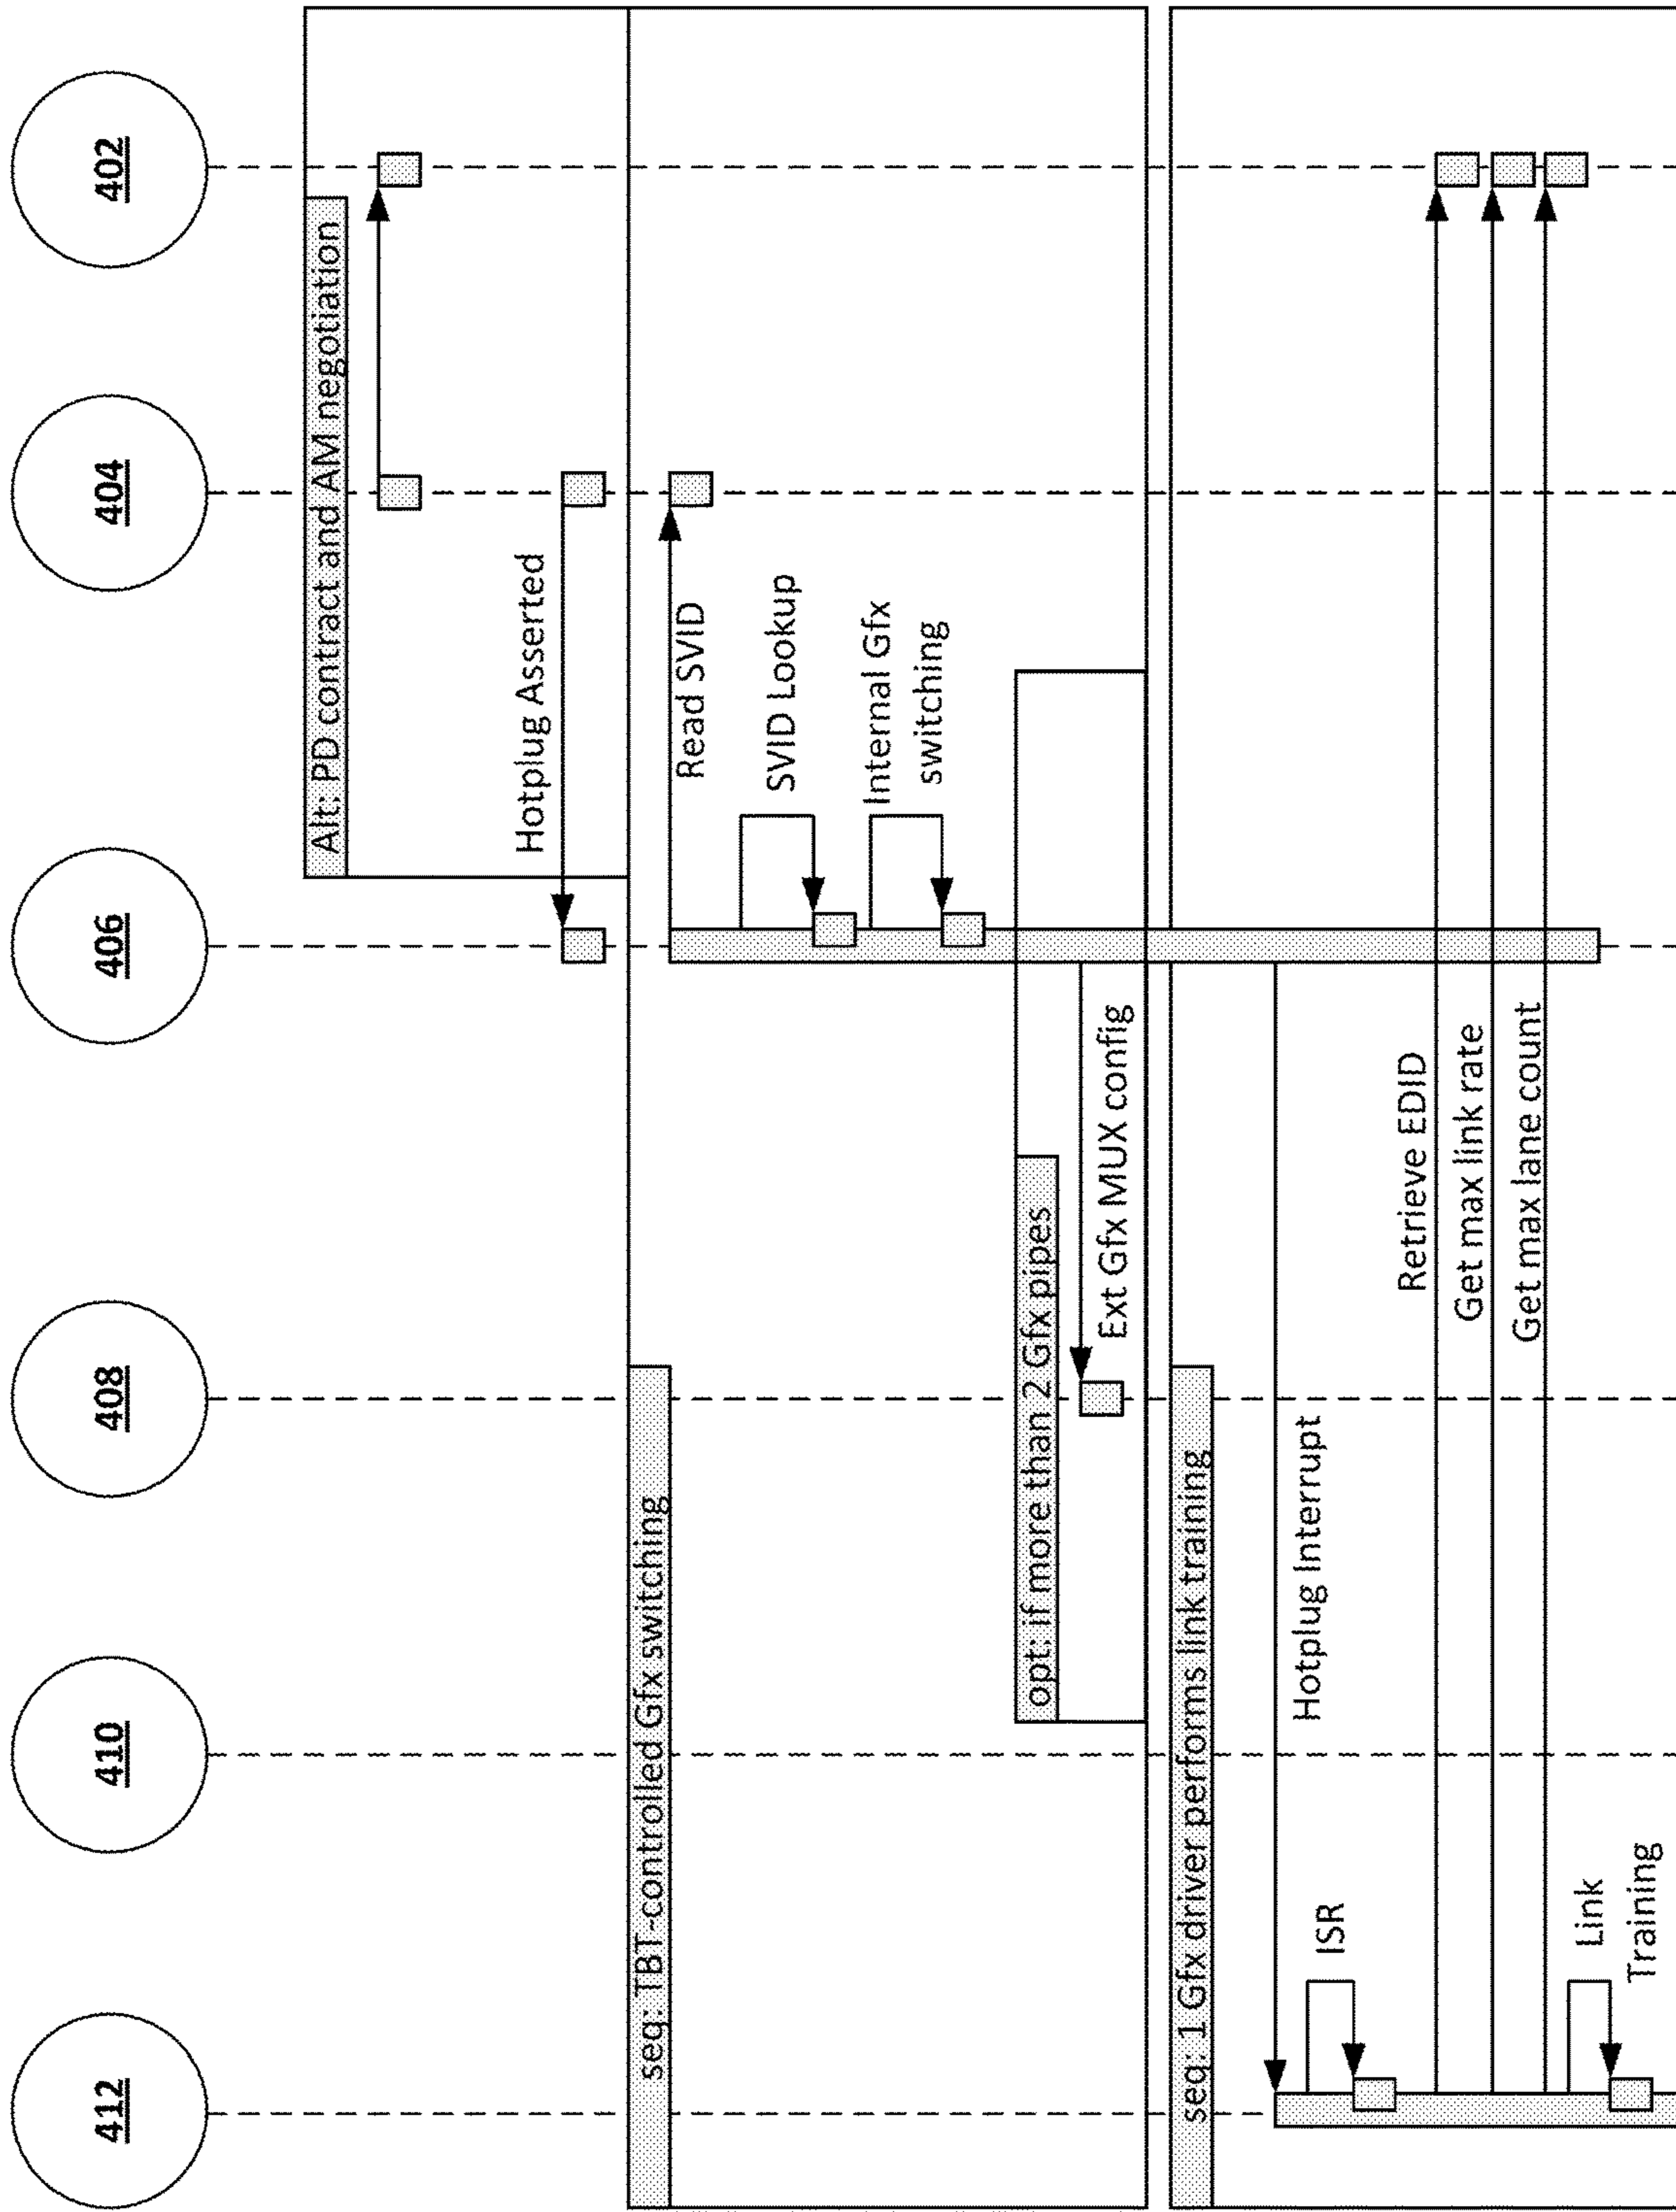 412
410
408
406
404
402
Alt: PD contract and AM negotiation
Hotplug Asserted
seq: TBT-controlled Gfx switching
Read SVID
SVID Lookup
Internal Gfx
switching
opt: if more than 2 Gfx pipes
Ext Gfx MUX config
seq: 1 Gfx driver performs link training
Hotplug Interrupt
ISR
Retrieve EDID
Get max link rate
Get max lane count
Link
Training